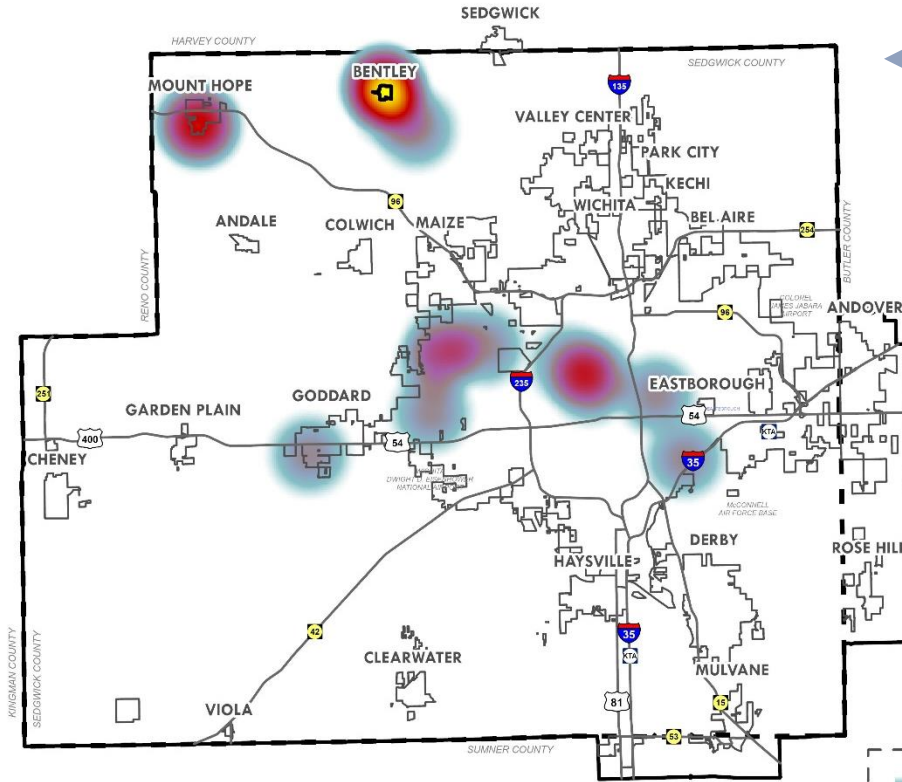 SEDGWICK
HARVEY COUNTY
SEDGWICK COUNTY
BENTLEY
MOUNT HOPE
135
VALLEY CENTER
PARK CITY
KECHI
96
WICHITA
ANDALE
COLWICH
MAIZE
BEL AIRE
254
RENO COUNTY
BUTLER COUNTY
COLONEL
JAMES JABARA
AIRPORT
ANDOVER
96
251
235
GODDARD
EASTBOROUGH
GARDEN PLAIN
54
400
54
KTA
CHENEY
35
DWIGHT D. EISENHOWER
NATIONAL AIRPORT
McCONNELL
AIR FORCE BASE
DERBY
HAYSVILLE
ROSE HILL
42
35
KTA
CLEARWATER
KINGMAN COUNTY
SEDGWICK COUNTY
MULVANE
VIOLA
81
15
53
SUMNER COUNTY